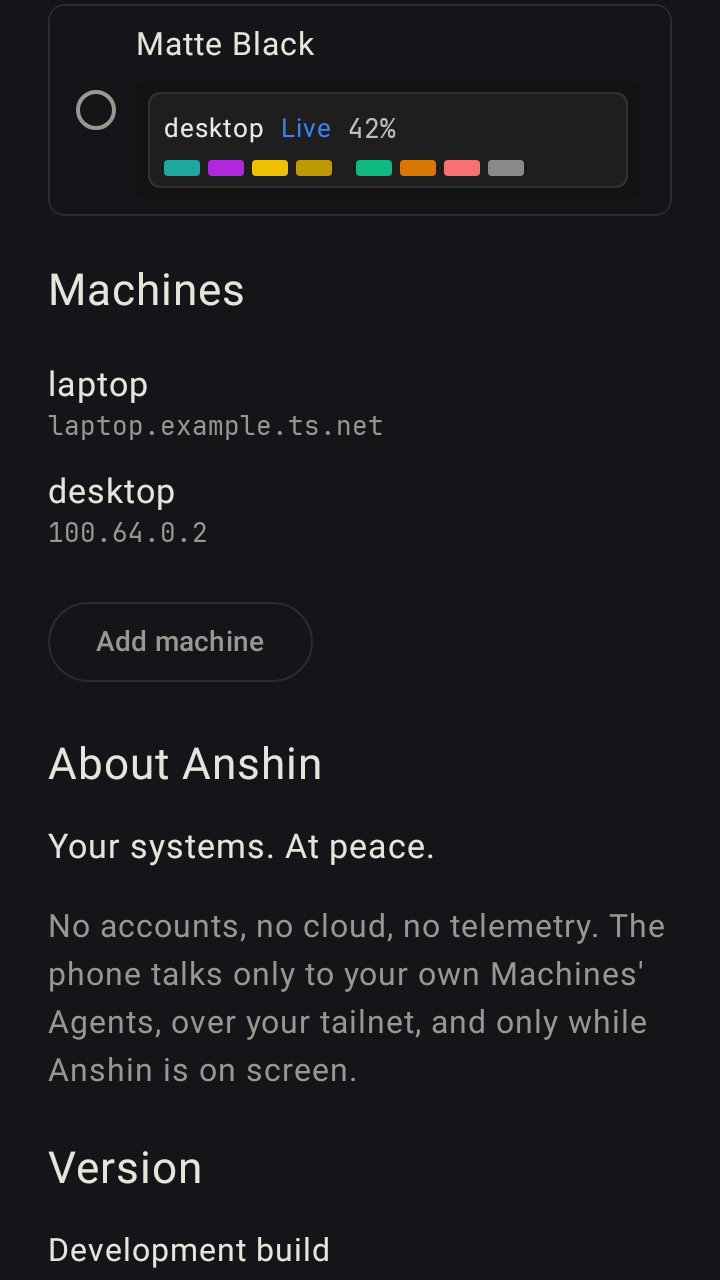 Matte Black
desktop Live 42%
Machines
laptop
laptop.example.ts.net
desktop
100.64.0.2
Add machine
About Anshin
Your systems. At peace.
No accounts, no cloud, no telemetry. The
phone talks only to your own Machines'
Agents, over your tailnet, and only while
Anshin is on screen.
Version
Development build